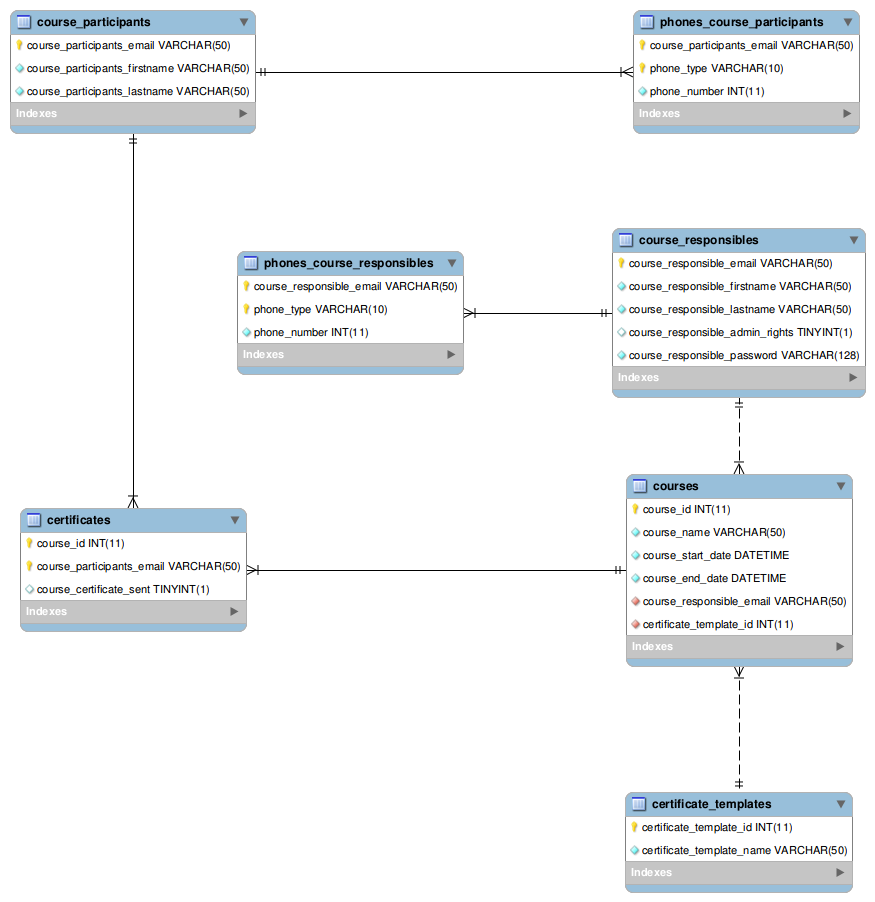 course_participants
course_participants_email VARCHAR(50)
course_participants_firstname VARCHAR(50)
course_participants_lastname VARCHAR(50)
Indexes
phones_course_participants
course_participants_email VARCHAR(50)
phone_type VARCHAR(10)
phone_number INT(11)
Indexes
phones_course_responsibles
course_responsible_email VARCHAR(50)
phone_type VARCHAR(10)
phone_number INT(11)
Indexes
course_responsibles
course_responsible_email VARCHAR(50)
course_responsible_firstname VARCHAR(50)
course_responsible_lastname VARCHAR(50)
course_responsible_admin_rights TINYINT(1)
course_responsible_password VARCHAR(128)
Indexes
certificates
course_id INT(11)
course_participants_email VARCHAR(50)
course_certificate_sent TINYINT(1)
Indexes
courses
course_id INT(11)
course_name VARCHAR(50)
course_start_date DATETIME
course_end_date DATETIME
course_responsible_email VARCHAR(50)
certificate_template_id INT(11)
Indexes
certificate_templates
certificate_template_id INT(11)
certificate_template_name VARCHAR(50)
Indexes